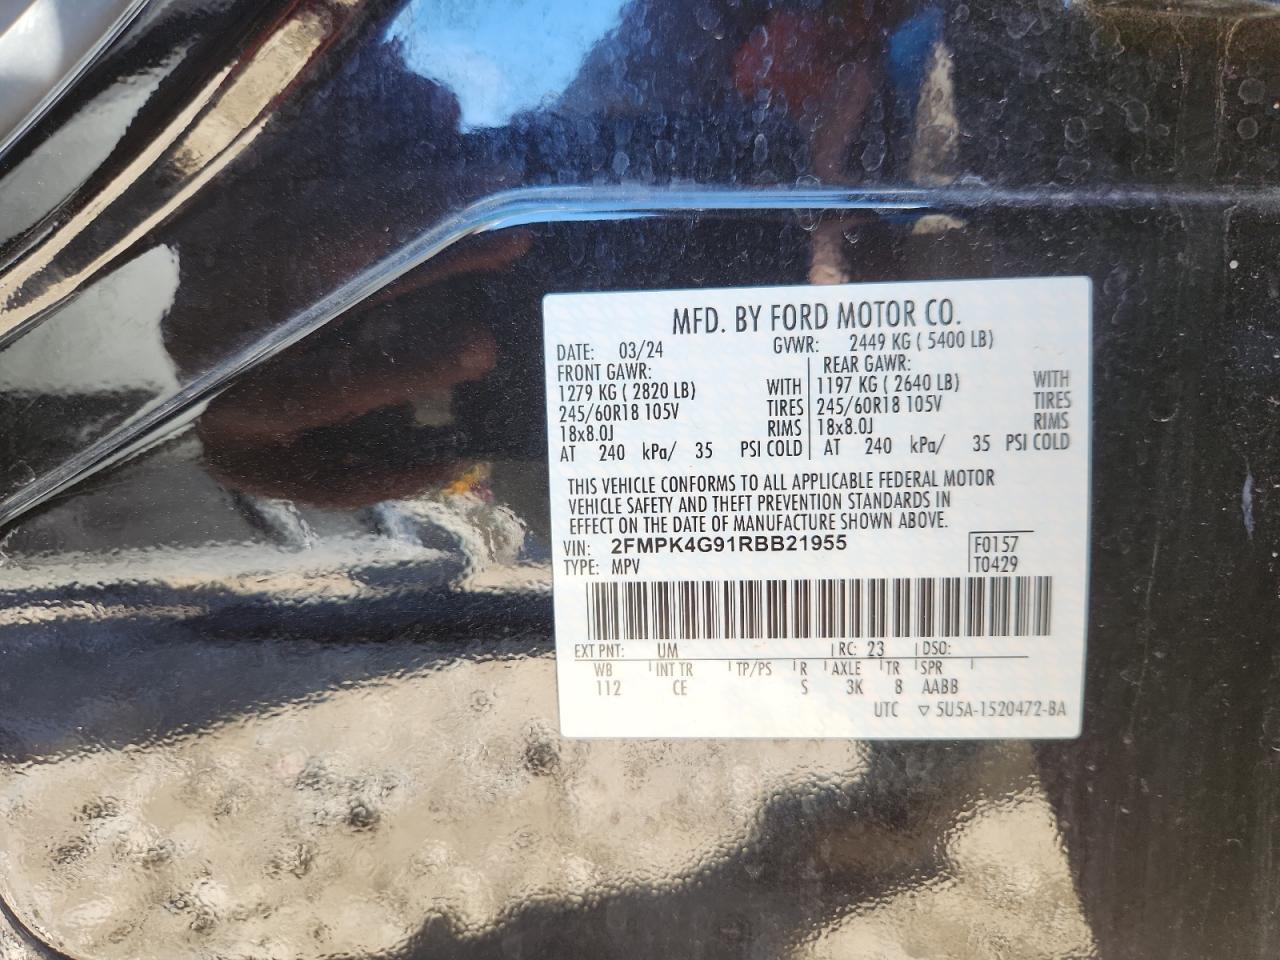 MFD. BY FORD MOTOR CO.
DATE: 03/24 GVWR: 2449 KG ( 5400 LB)
FRONT GAWR: REAR GAWR:
1279 KG ( 2820 LB) WITH 1197 KG ( 2640 LB) WITH
245/60R18 105V TIRES 245/60R18 105V TIRES
18x8.0J RIMS 18x8.0J RIMS
AT 240 kPa/ 35 PSI COLD AT 240 kPa/ 35 PSI COLD
THIS VEHICLE CONFORMS TO ALL APPLICABLE FEDERAL MOTOR
VEHICLE SAFETY AND THEFT PREVENTION STANDARDS IN
EFFECT ON THE DATE OF MANUFACTURE SHOWN ABOVE.
VIN: 2FMPK4G91RBB21955 F0157
TYPE: MPV T0429
EXT PNT: UM RC: 23 DSO:
WB INT TR TP/PS R AXLE TR SPR
112 CE S 3K 8 AABB
UTC ▽ 5U5A-1520472-BA